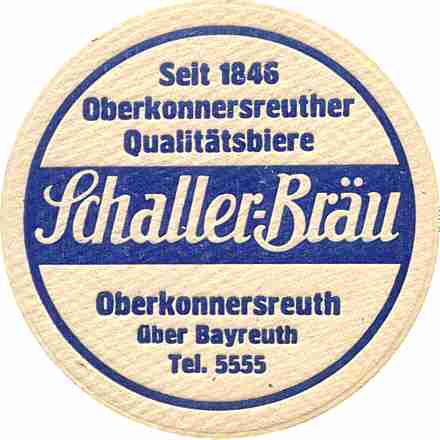 Seit 1846
Oberkonnersreuther
Qualitätsbiere
Schaller-Bräu
Oberkonnersreuth
über Bayreuth
Tel. 5555